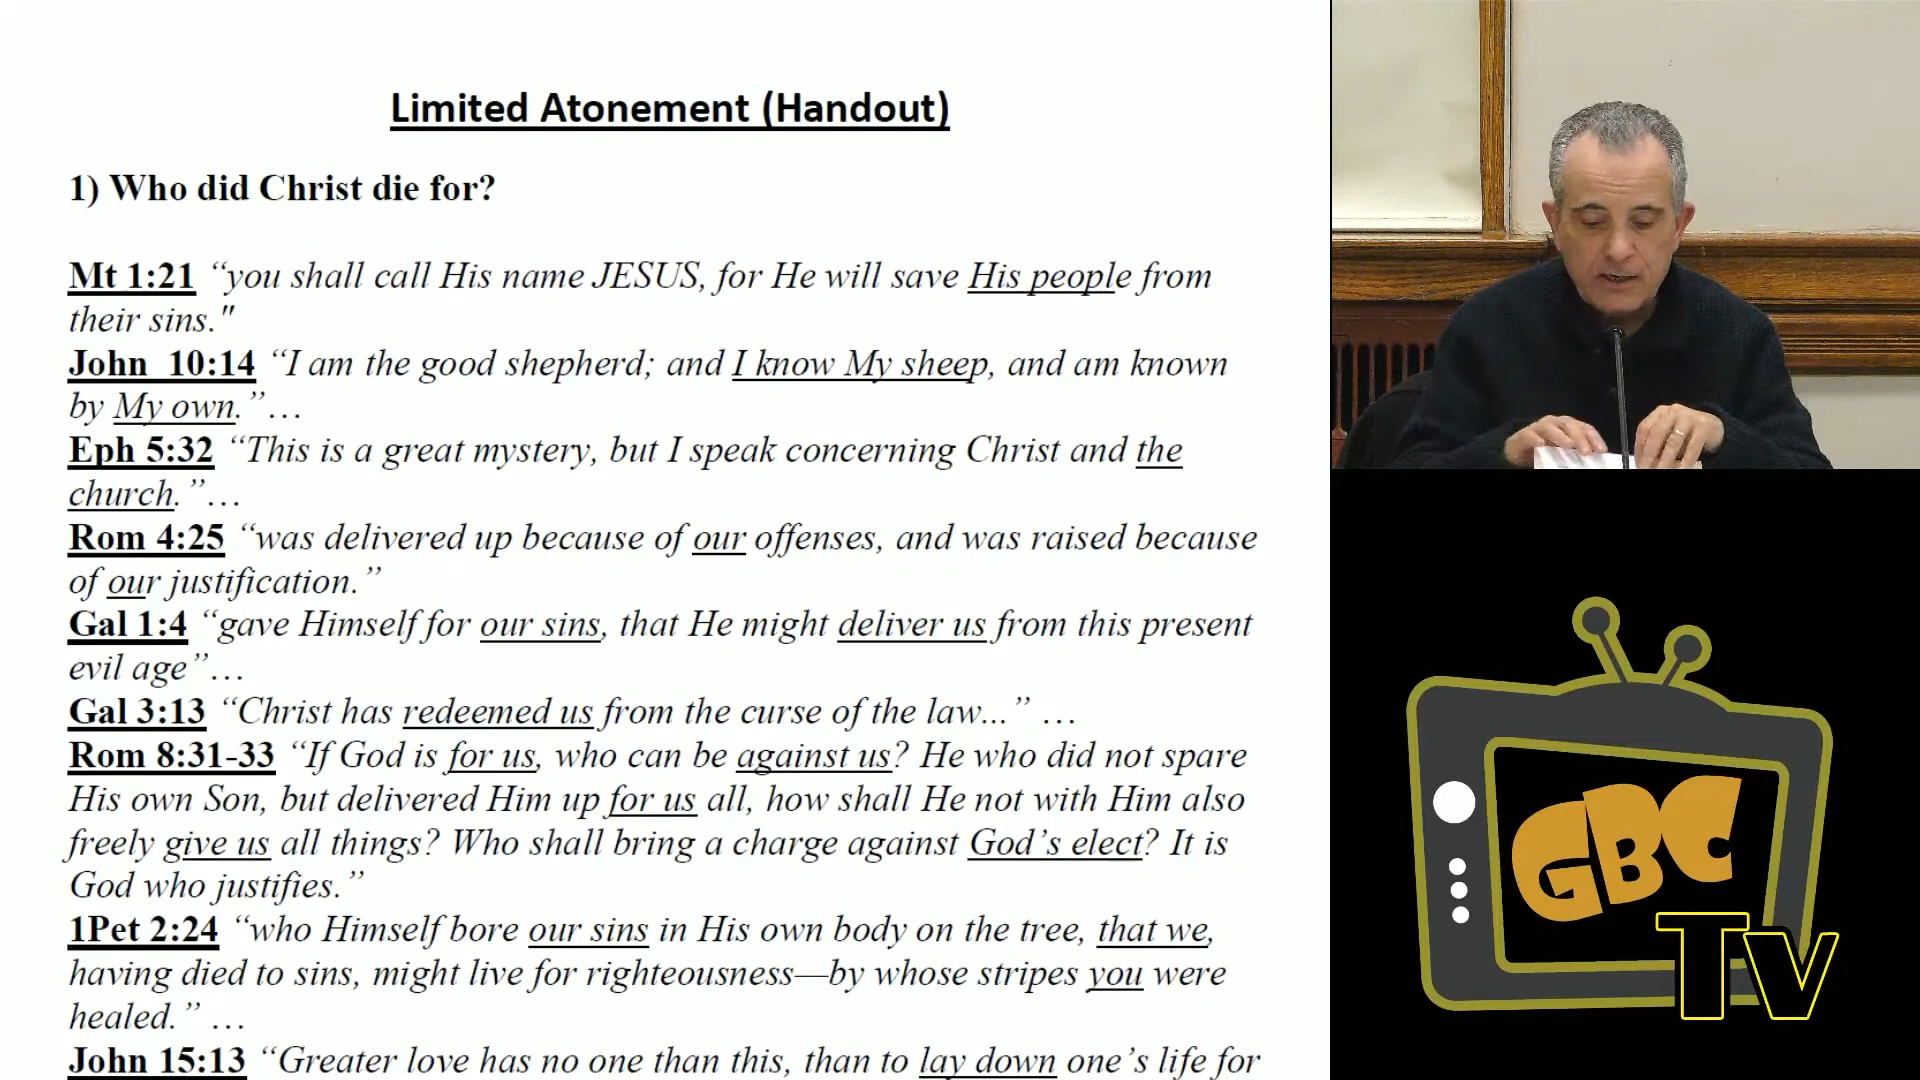 Limited Atonement (Handout)
1) Who did Christ die for?
Mt 1:21 “you shall call His name JESUS, for He will save His people from
their sins."
John  10:14 “I am the good shepherd; and I know My sheep, and am known
by My own.”…
Eph 5:32 “This is a great mystery, but I speak concerning Christ and the
church.”…
Rom 4:25 “was delivered up because of our offenses, and was raised because
of our justification.”
Gal 1:4 “gave Himself for our sins, that He might deliver us from this present
evil age”…
Gal 3:13 “Christ has redeemed us from the curse of the law...” …
Rom 8:31-33 “If God is for us, who can be against us? He who did not spare
His own Son, but delivered Him up for us all, how shall He not with Him also
freely give us all things? Who shall bring a charge against God’s elect? It is
God who justifies.”
1Pet 2:24 “who Himself bore our sins in His own body on the tree, that we,
having died to sins, might live for righteousness—by whose stripes you were
healed.” …
John 15:13 “Greater love has no one than this, than to lay down one’s life for
GBC
TV